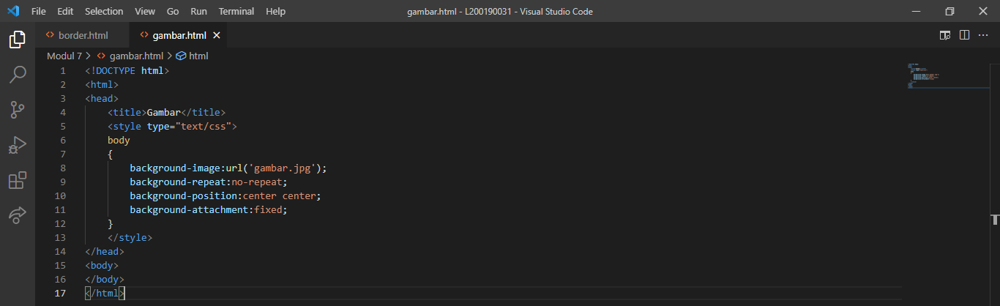 File Edit Selection View Go Run Terminal Help gambar.html - L200190031 - Visual Studio Code
border.html gambar.html
Modul 7 > gambar.html > html
1 <!DOCTYPE html>
2 <html>
3 <head>
4 <title>Gambar</title>
5 <style type="text/css">
6 body
7 {
8 background-image:url('gambar.jpg');
9 background-repeat:no-repeat;
10 background-position:center center;
11 background-attachment:fixed;
12 }
13 </style>
14 </head>
15 <body>
16 </body>
17 </html>